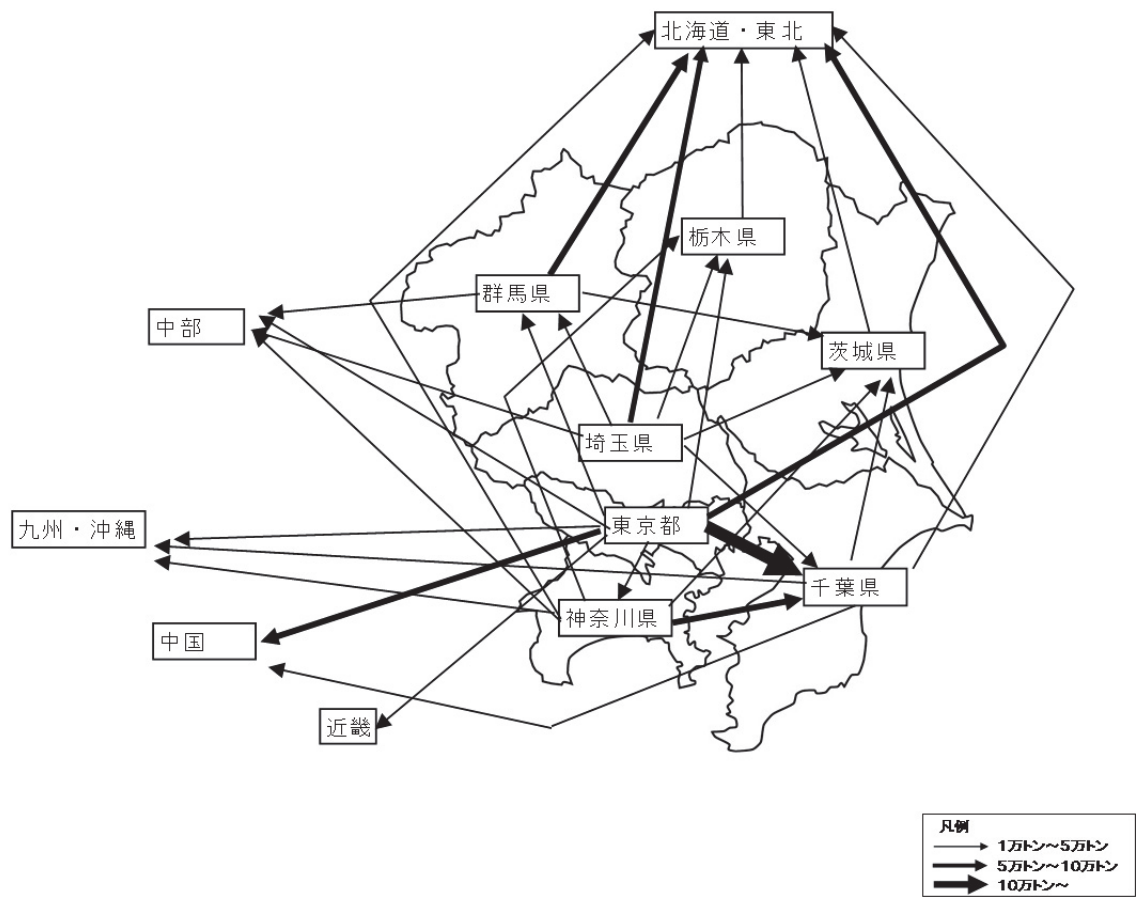 北海道・東北
栃木県
群馬県
中部
茨城県
埼玉県
九州・沖縄
東京都
千葉県
神奈川県
中国
近畿
凡例
1万トン～5万トン
5万トン～10万トン
10万トン～